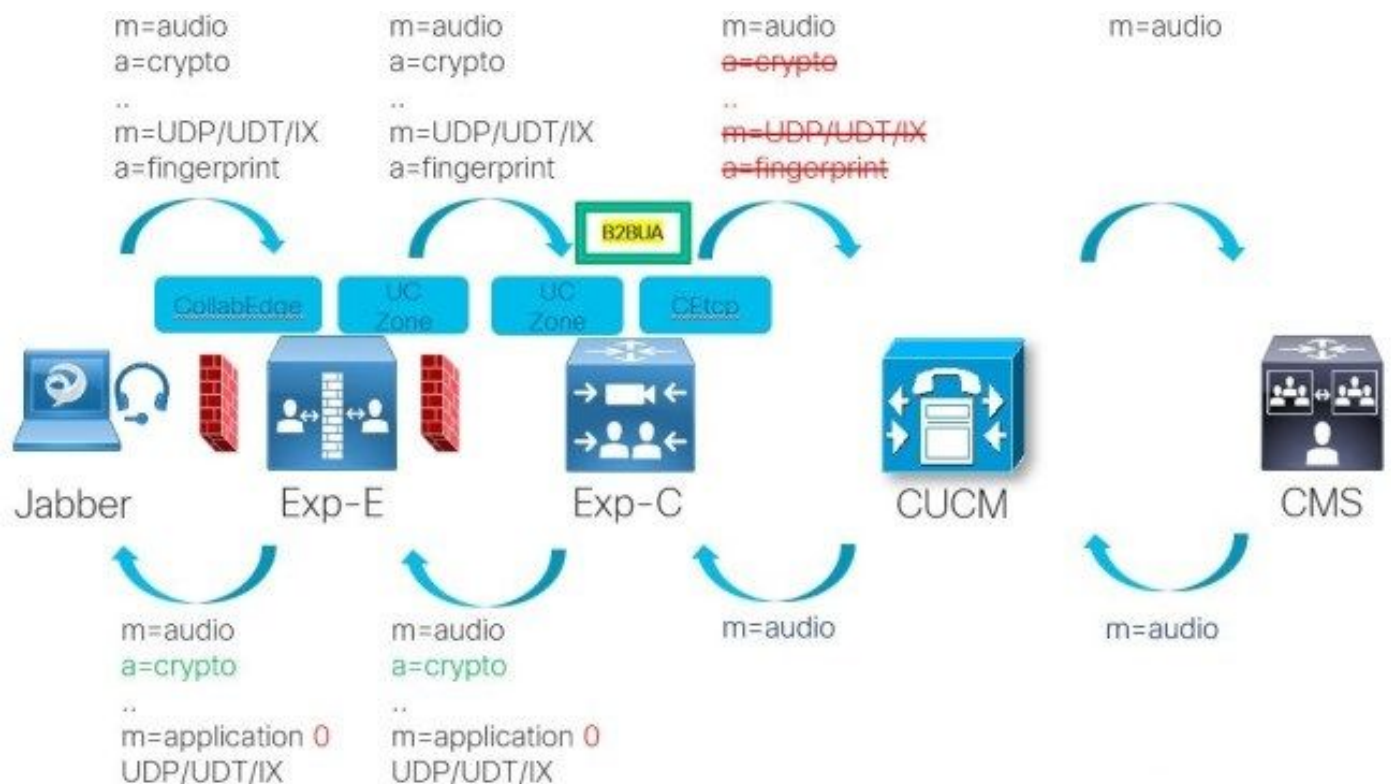 m=audio
a=crypto
..
m=UDP/UDT/IX
a=fingerprint
m=audio
a=crypto
..
m=UDP/UDT/IX
a=fingerprint
m=audio
a=crypto
..
m=UDP/UDT/IX
a=fingerprint
m=audio
B2BUA
CollabEdge
UC
Zone
UC
Zone
CEtcp
Jabber
Exp-E
Exp-C
CUCM
CMS
m=audio
a=crypto
..
m=application 0
UDP/UDT/IX
m=audio
a=crypto
..
m=application 0
UDP/UDT/IX
m=audio
m=audio